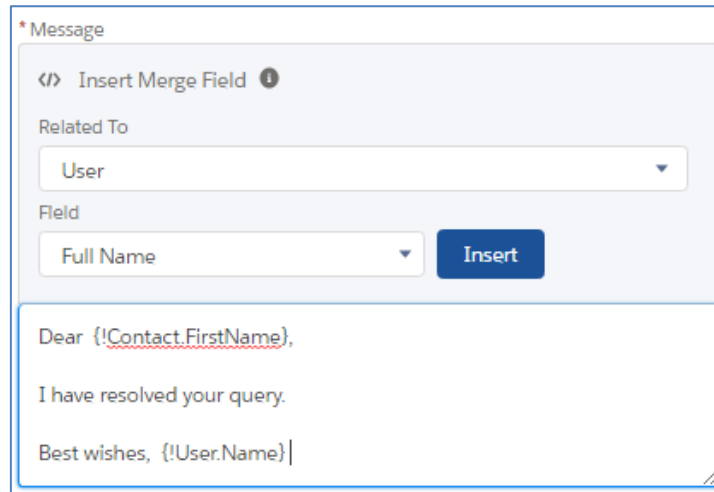 * Message
</> Insert Merge Field i
Related To
User
Field
Full Name
Insert
Dear {!Contact.FirstName},
I have resolved your query.
Best wishes, {!User.Name}